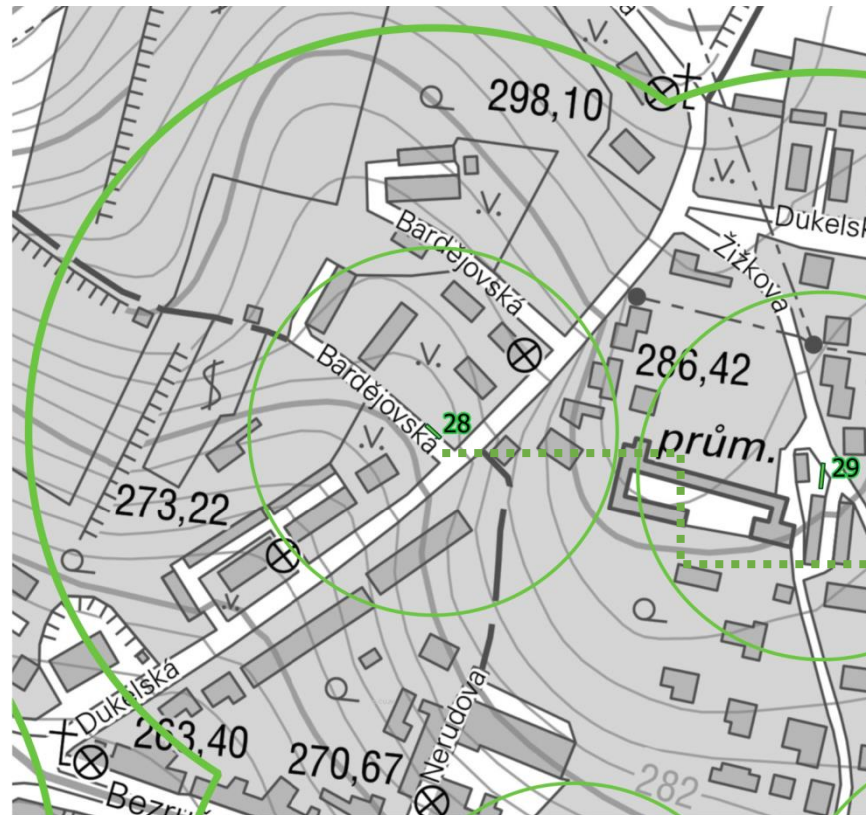 298,10
Dukelsk
Žižkova
Bardějovská
286,42
Bardějovská
28
prům.
29
273,22
Dukelská
263,40
270,67
Nerudova
282
Bezruč